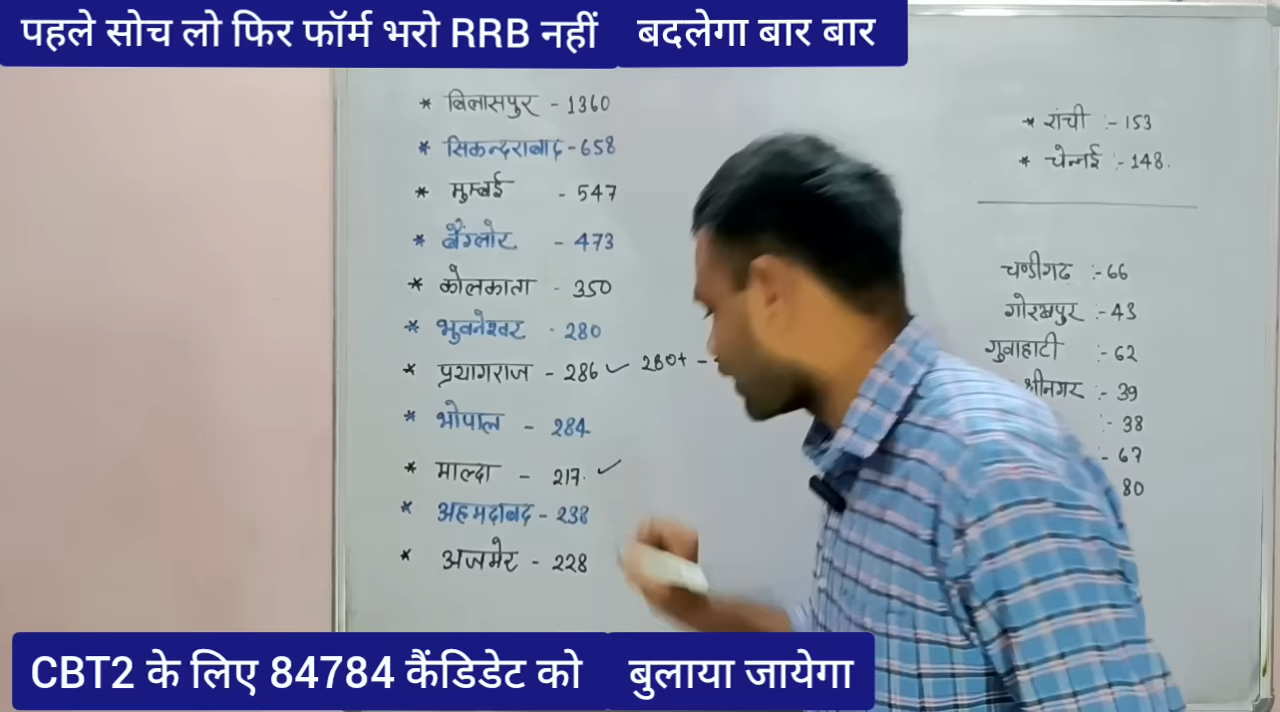 पहले सोच लो फिर फॉर्म भरो RRB नहीं बदलेगा बार बार
* बिलासपुर - 1360
* सिकन्दराबाद - 658
* मुम्बई - 547
* बैंग्लोर - 473
* कोलकाता - 350
* भुवनेश्वर - 280
* प्रयागराज - 286 ✓ 280+ -
* भोपाल - 284
* माल्दा - 217. ✓
* अहमदाबाद - 238
* अजमेर - 228
* रांची :- 153
* चेन्नई :- 148.
चण्डीगढ :- 66
गोरखपुर :- 43
गुवाहाटी :- 62
श्रीनगर :- 39
:- 38
:- 67
80
CBT2 के लिए 84784 कैंडिडेट को बुलाया जायेगा